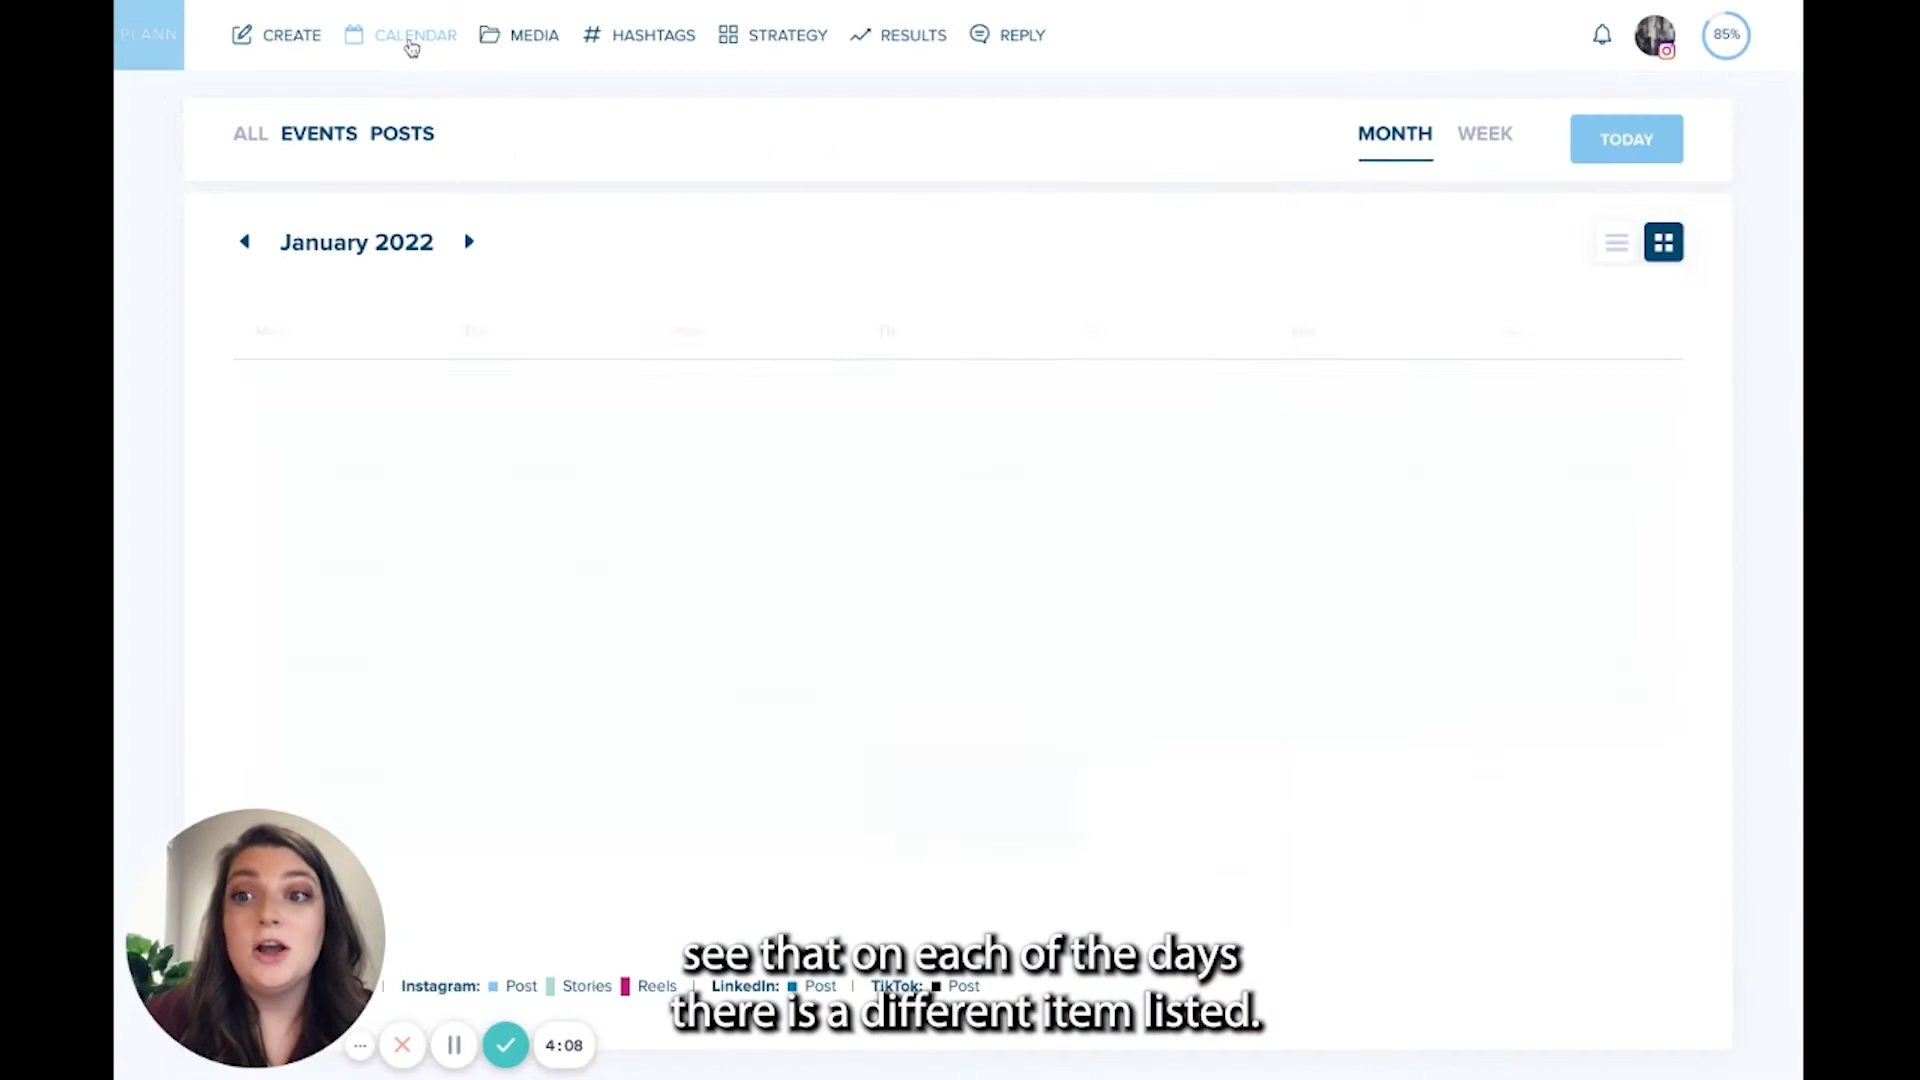 PLANN
CREATE CALENDAR MEDIA # HASHTAGS STRATEGY RESULTS REPLY 85%
ALL EVENTS POSTS MONTH WEEK TODAY
January 2022
see that on each of the days
Instagram: Post Stories Reels | LinkedIn: Post | TikTok: Post
there is a different item listed.
4:08